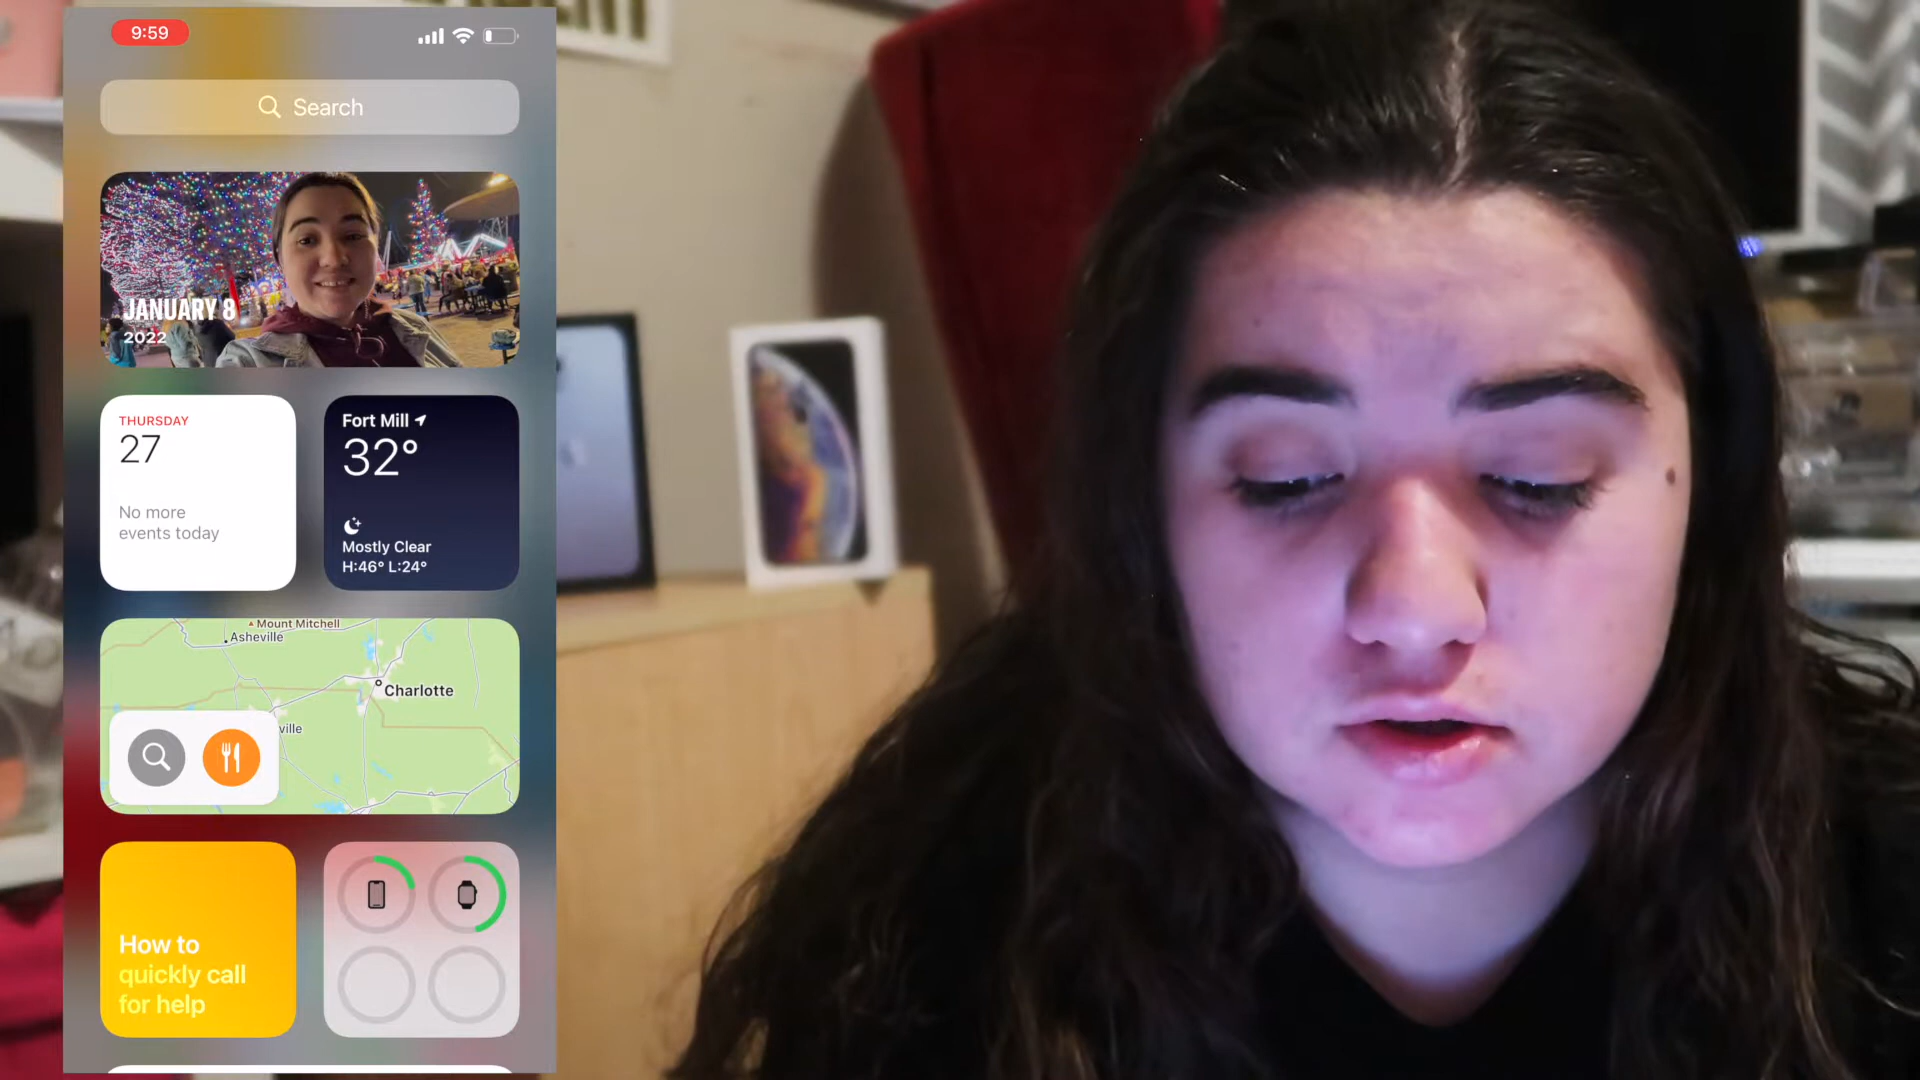 9:59
Search
JANUARY 8
2022
THURSDAY
27
No more
events today
Fort Mill
32°
Mostly Clear
H:46° L:24°
Mount Mitchell
Asheville
Charlotte
ville
How to
quickly call
for help